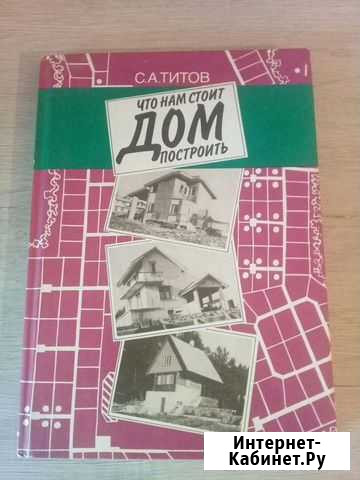 С.А.ТИТОВ
ЧТО НАМ СТОИТ
ДОМ
ПОСТРОИТЬ
Интернет-
Кабинет.Ру